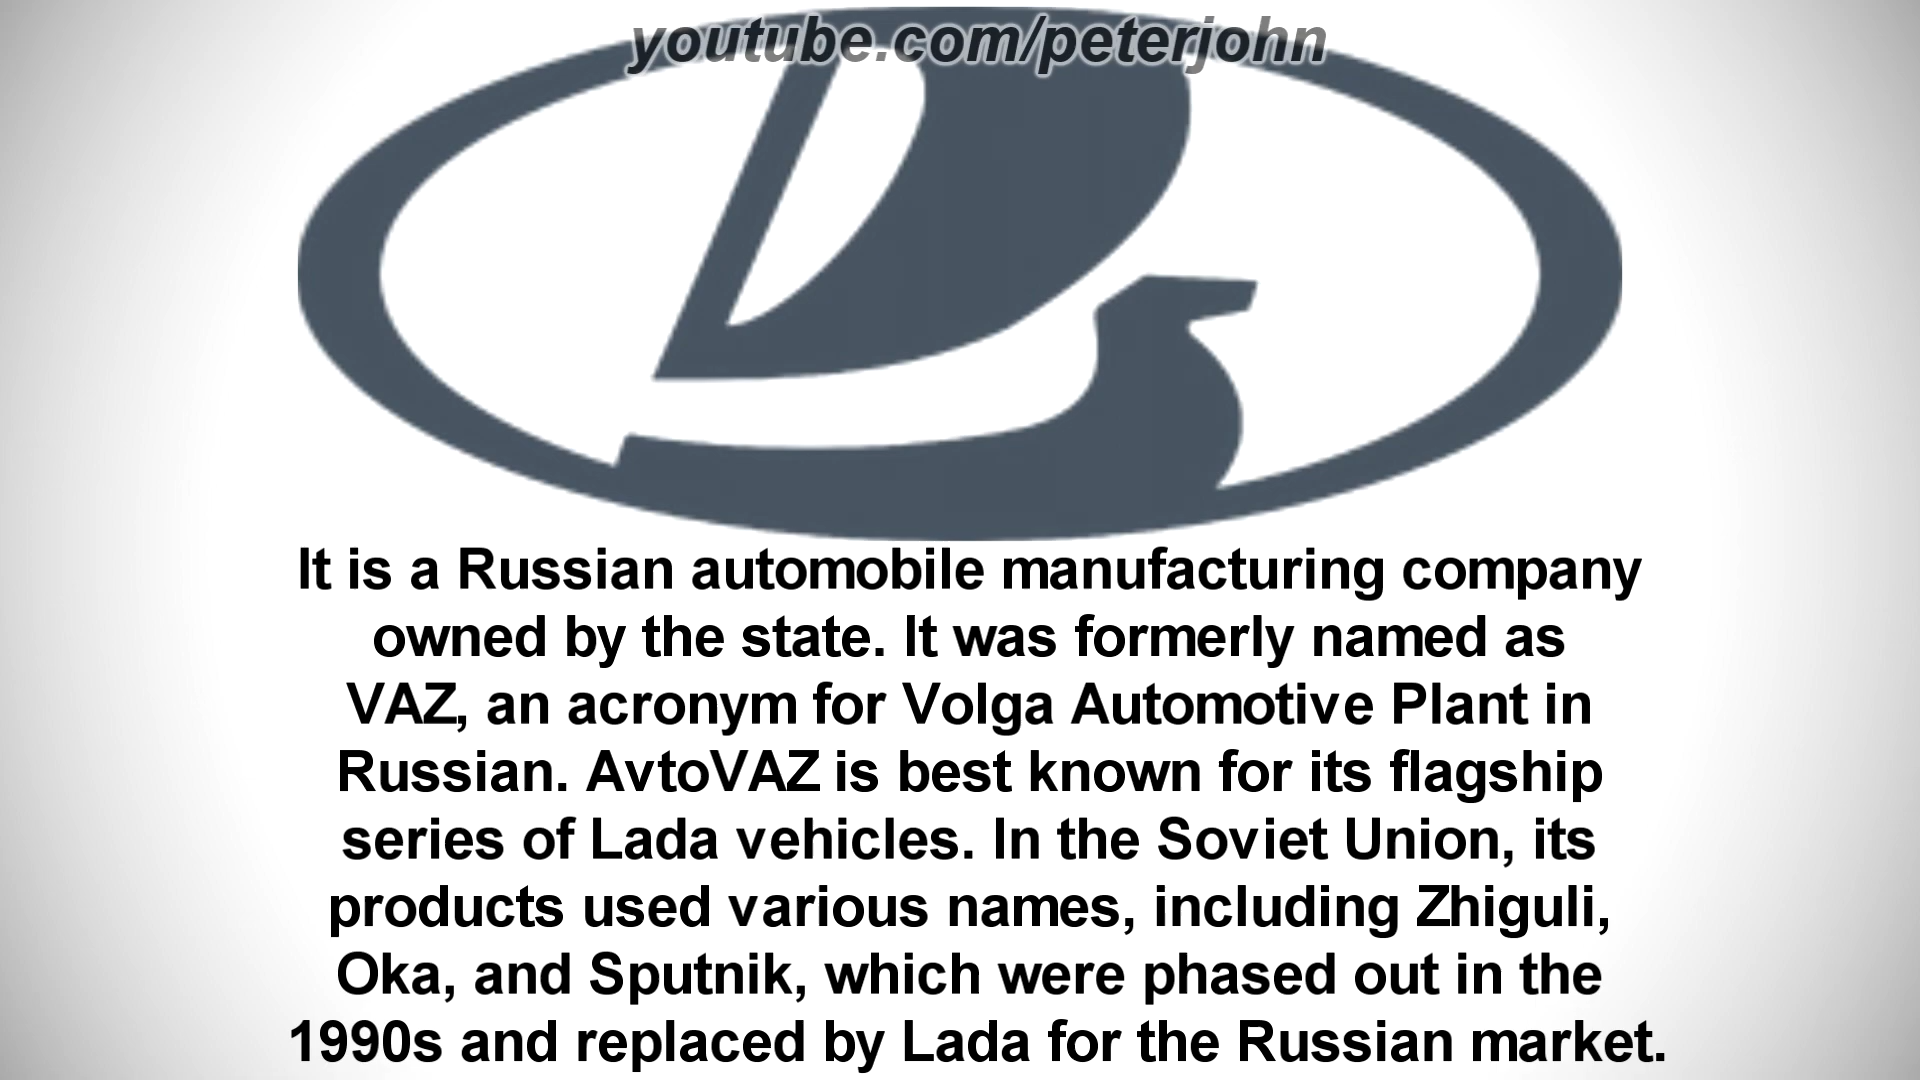 youtube.com/peterjohn
It is a Russian automobile manufacturing company
owned by the state. It was formerly named as
VAZ, an acronym for Volga Automotive Plant in
Russian. AvtoVAZ is best known for its flagship
series of Lada vehicles. In the Soviet Union, its
products used various names, including Zhiguli,
Oka, and Sputnik, which were phased out in the
1990s and replaced by Lada for the Russian market.